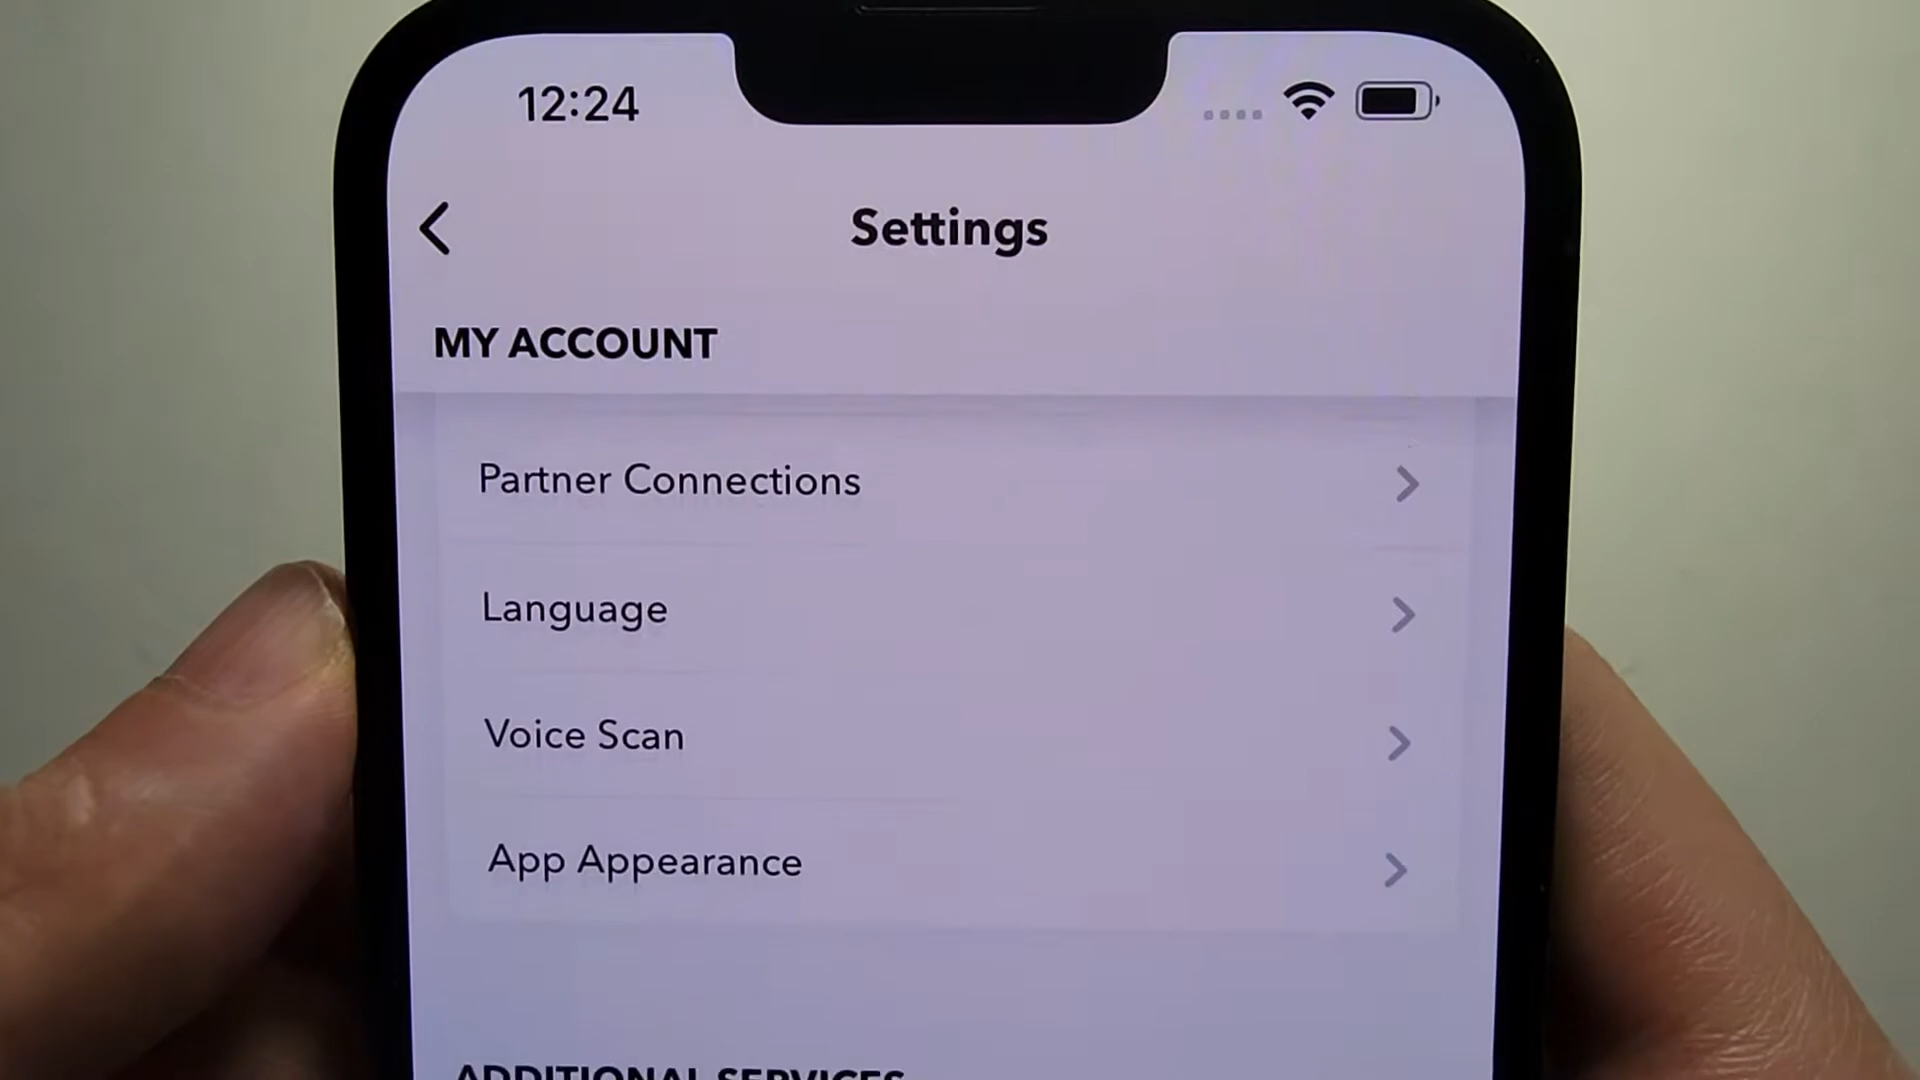 12:24
Settings
MY ACCOUNT
Partner Connections
Language
Voice Scan
App Appearance
ADDITIONAL SERVICES